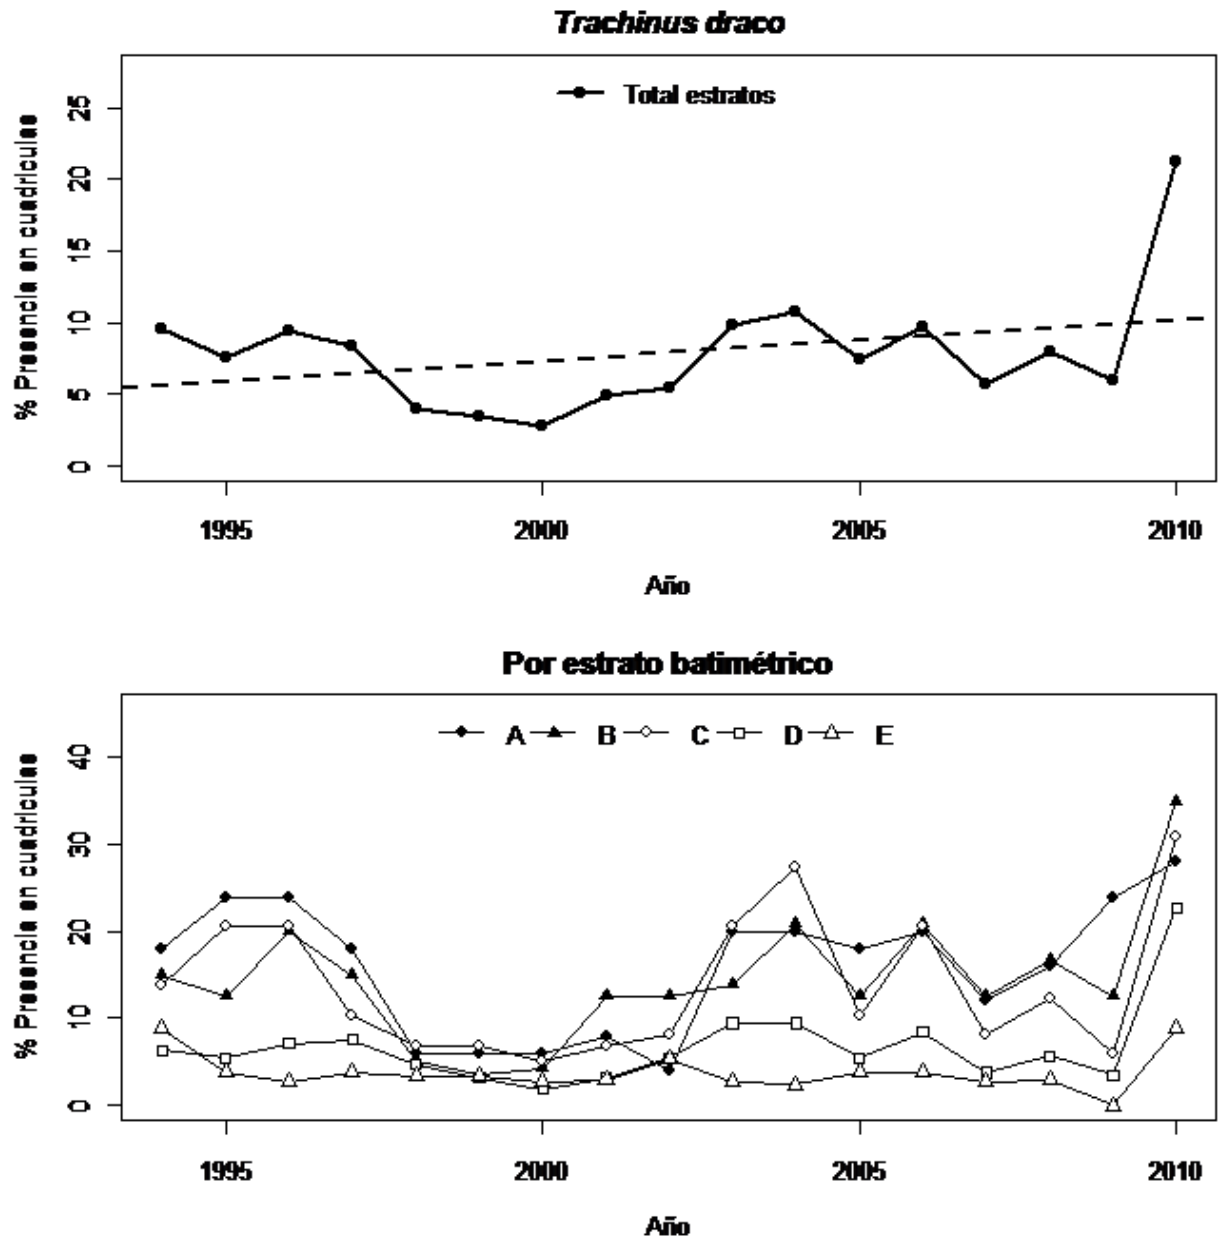 Trachinus draco
Total estratos
% Presencia en cuadrículas
25
20
15
10
5
0
1995 2000 2005 2010
Año
Por estrato batimétrico
A B C D E
% Presencia en cuadrículas
40
30
20
10
0
1995 2000 2005 2010
Año